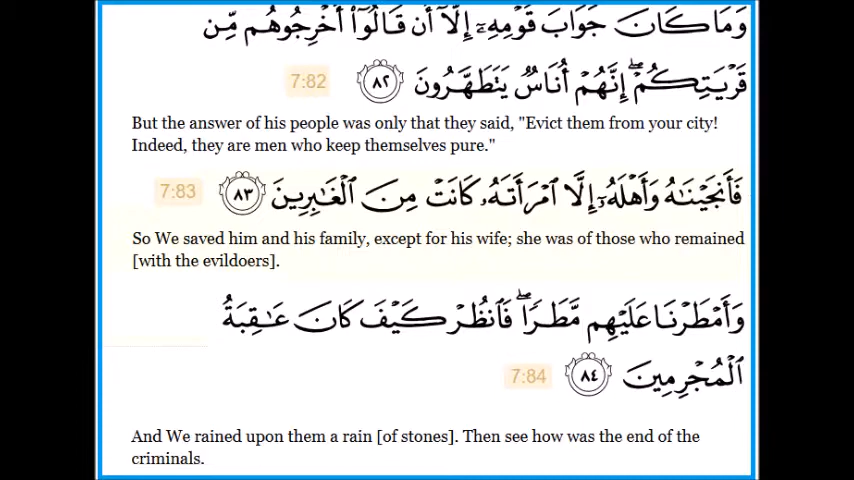 وَمَا كَانَ جَوَابَ قَوْمِهِۦٓ إِلَّآ أَن قَالُوٓا۟ أَخْرِجُوهُم مِّن
قَرْيَتِكُمْ ۖ إِنَّهُمْ أُنَاسٌ يَتَطَهَّرُونَ ٨٢ 7:82
But the answer of his people was only that they said, "Evict them from your city!
Indeed, they are men who keep themselves pure."
فَأَنجَيْنَـٰهُ وَأَهْلَهُۥٓ إِلَّا ٱمْرَأَتَهُۥ كَانَتْ مِنَ ٱلْغَـٰبِرِينَ ٨٣ 7:83
So We saved him and his family, except for his wife; she was of those who remained
[with the evildoers].
وَأَمْطَرْنَا عَلَيْهِم مَّطَرًا ۖ فَٱنظُرْ كَيْفَ كَانَ عَـٰقِبَةُ
ٱلْمُجْرِمِينَ ٨٤ 7:84
And We rained upon them a rain [of stones]. Then see how was the end of the
criminals.